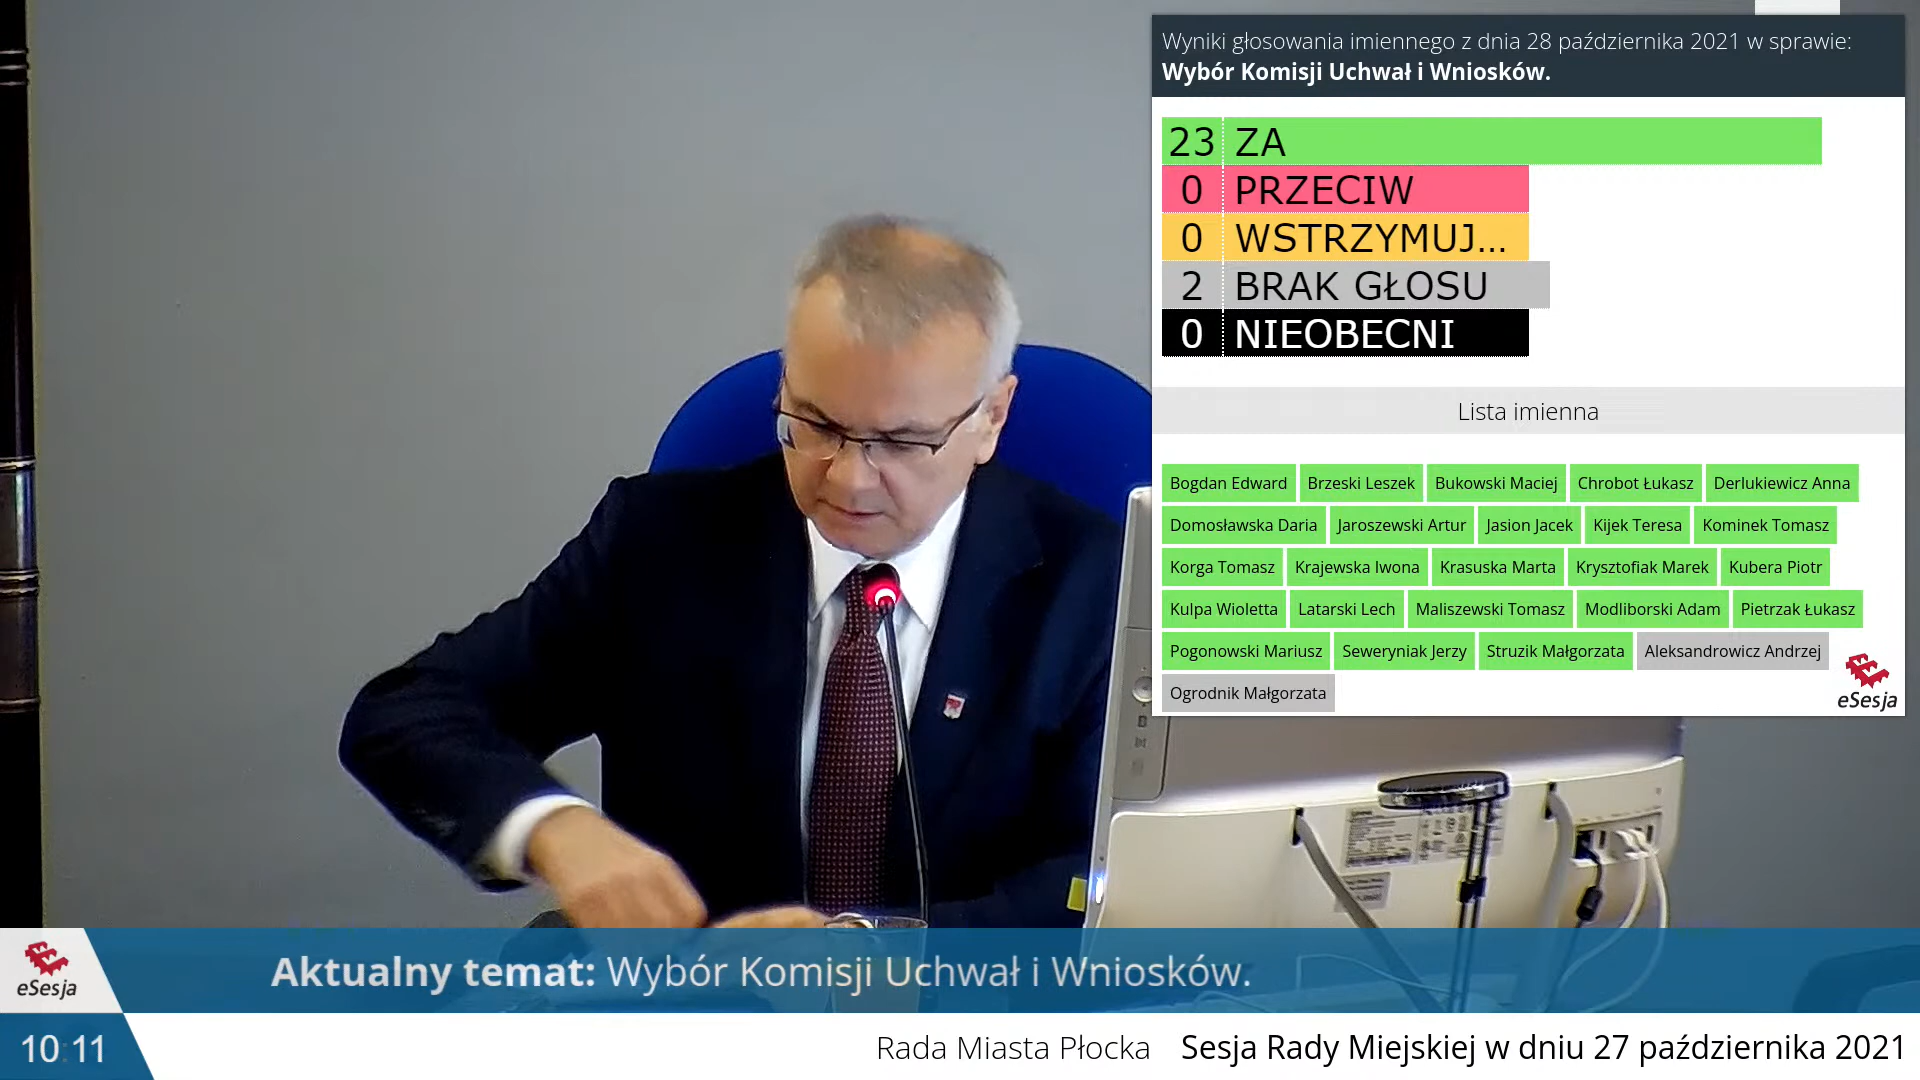 Wyniki głosowania imiennego z dnia 28 października 2021 w sprawie:
Wybór Komisji Uchwał i Wniosków.
23 ZA
0 PRZECIW
0 WSTRZYMUJ...
2 BRAK GŁOSU
0 NIEOBECNI
Lista imienna
Bogdan Edward Brzeski Leszek Bukowski Maciej Chrobot Łukasz Derlukiewicz Anna
Domosławska Daria Jaroszewski Artur Jasion Jacek Kijek Teresa Kominek Tomasz
Korga Tomasz Krajewska Iwona Krasuska Marta Krysztofiak Marek Kubera Piotr
Kulpa Wioletta Latarski Lech Maliszewski Tomasz Modliborski Adam Pietrzak Łukasz
Pogonowski Mariusz Seweryniak Jerzy Struzik Małgorzata Aleksandrowicz Andrzej
Ogrodnik Małgorzata
eSesja
eSesja
Aktualny temat: Wybór Komisji Uchwał i Wniosków.
10:11
Rada Miasta Płocka Sesja Rady Miejskiej w dniu 27 października 2021